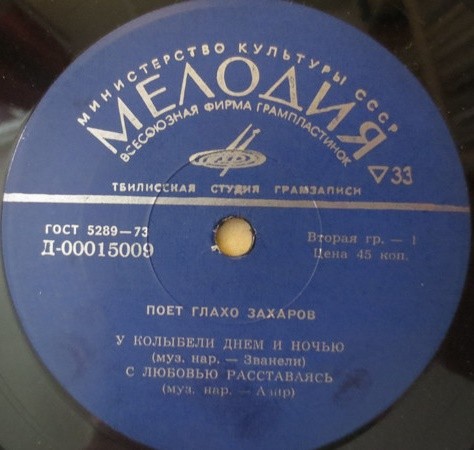 МИНИСТЕРСТВО КУЛЬТУРЫ СССР
МЕЛОДИЯ
ВСЕСОЮЗНАЯ ФИРМА ГРАМПЛАСТИНОК
▽33
ТБИЛИССКАЯ СТУДИЯ ГРАМЗАПИСИ
ГОСТ 5289—73
Д-00015009
Вторая гр. — 1
Цена 45 коп.
ПОЕТ ГЛАХО ЗАХАРОВ
У КОЛЫБЕЛИ ДНЕМ И НОЧЬЮ
(муз. нар. — Званели)
С ЛЮБОВЬЮ РАССТАВАЯСЬ
(муз. нар. —